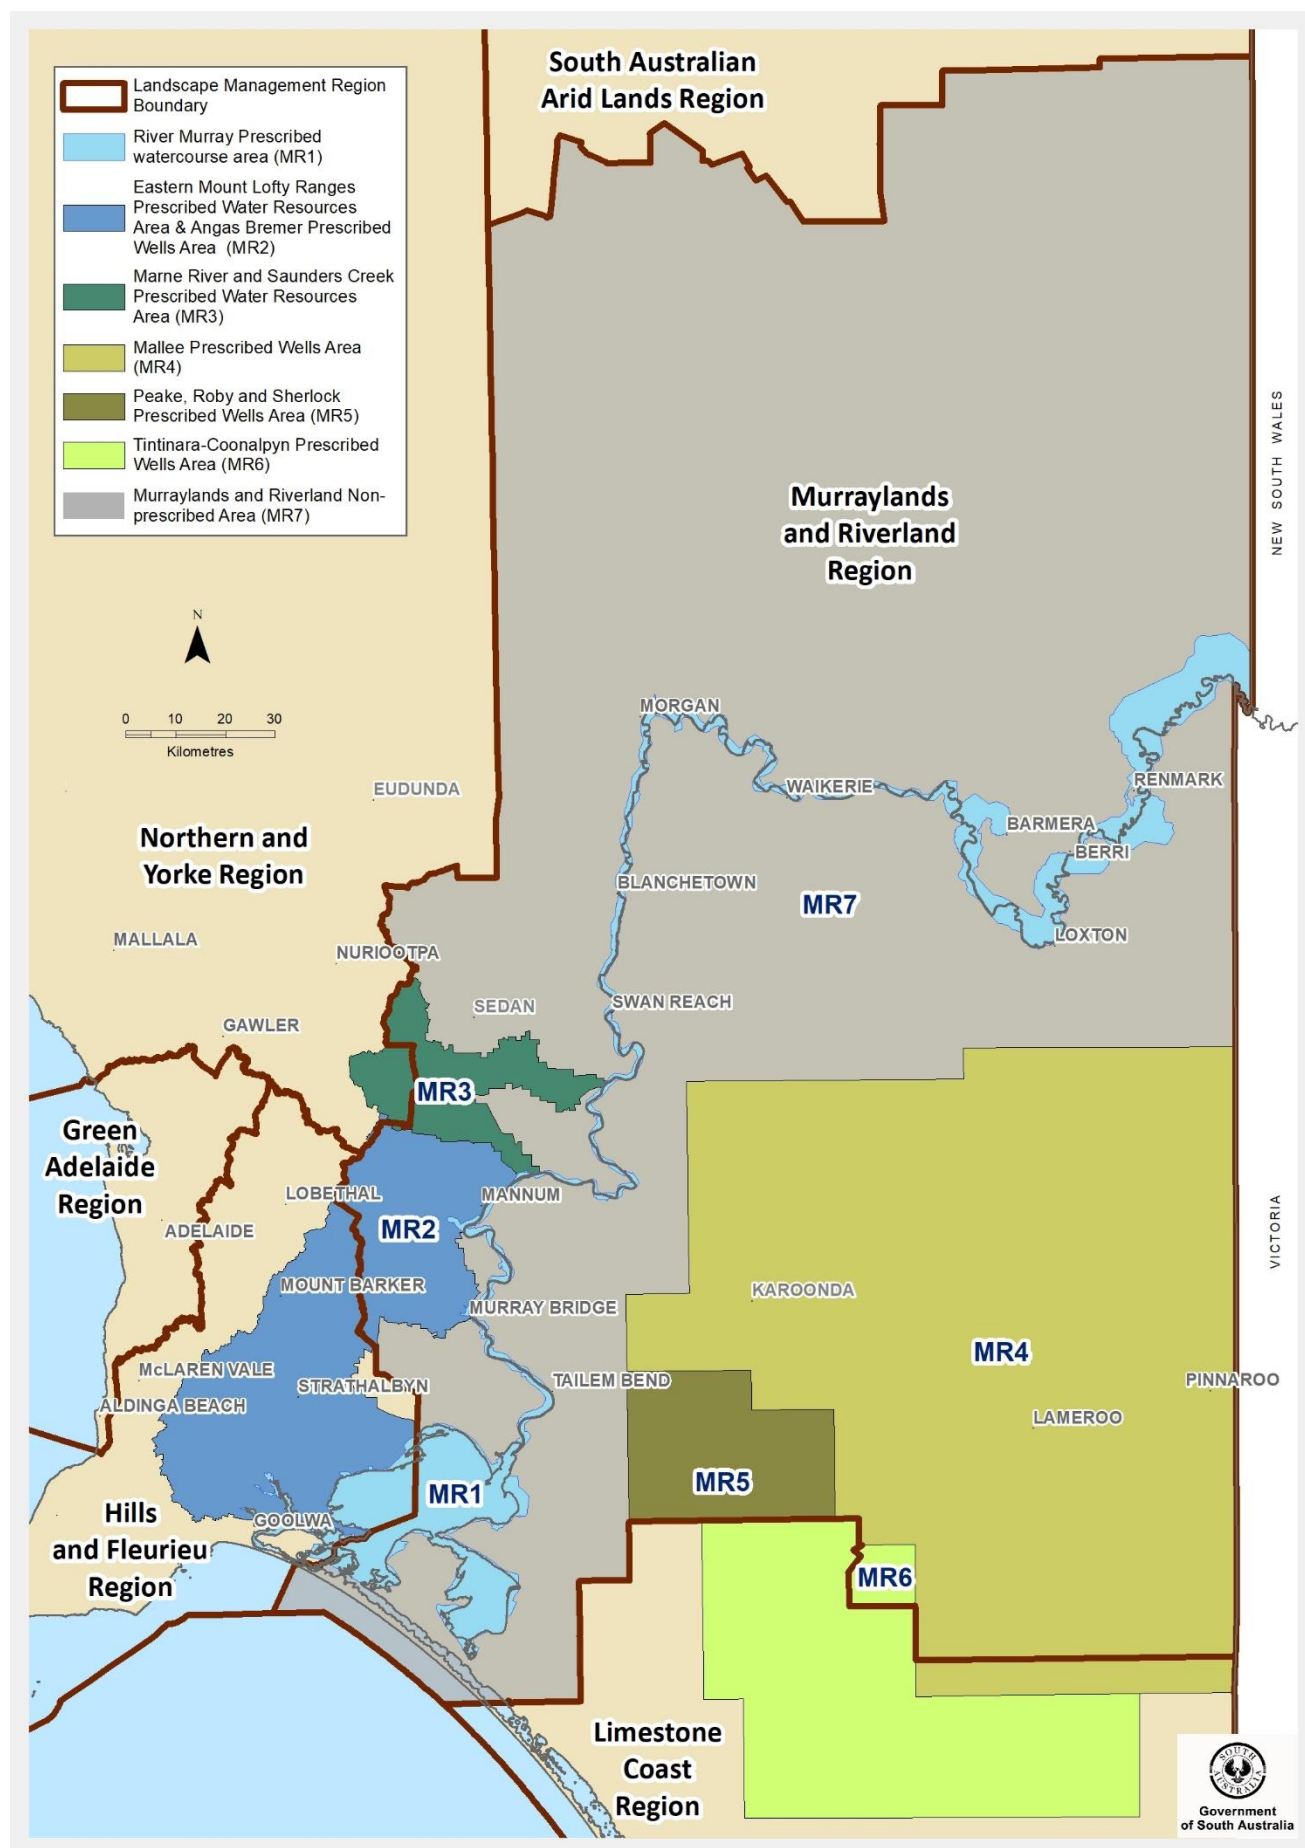 South Australian
Arid Lands Region
Landscape Management Region
Boundary
River Murray Prescribed
watercourse area (MR1)
Eastern Mount Lofty Ranges
Prescribed Water Resources
Area & Angas Bremer Prescribed
Wells Area (MR2)
Marne River and Saunders Creek
Prescribed Water Resources
Area (MR3)
Mallee Prescribed Wells Area
(MR4)
Peake, Roby and Sherlock
Prescribed Wells Area (MR5)
Tintinara-Coonalpyn Prescribed
Wells Area (MR6)
Murraylands and Riverland Non-
prescribed Area (MR7)
NEW SOUTH WALES
Murraylands
and Riverland
Region
N
0 10 20 30
Kilometres
MORGAN
EUDUNDA
WAIKERIE
RENMARK
BARMERA
BERRI
Northern and
Yorke Region
BLANCHETOWN
MR7
LOXTON
MALLALA
NURIOOTPA
SWAN REACH
SEDAN
GAWLER
MR3
Green
Adelaide
Region
LOBETHAL
MANNUM
ADELAIDE
MR2
VICTORIA
MOUNT BARKER
KAROONDA
MURRAY BRIDGE
MR4
McLAREN VALE
STRATHALBYN
TAILEM BEND
PINNAROO
ALDINGA BEACH
LAMEROO
MR5
MR1
Hills
and Fleurieu
Region
GOOLWA
MR6
Limestone
Coast
Region
SOUTH
AUSTRALIA
Government
of South Australia